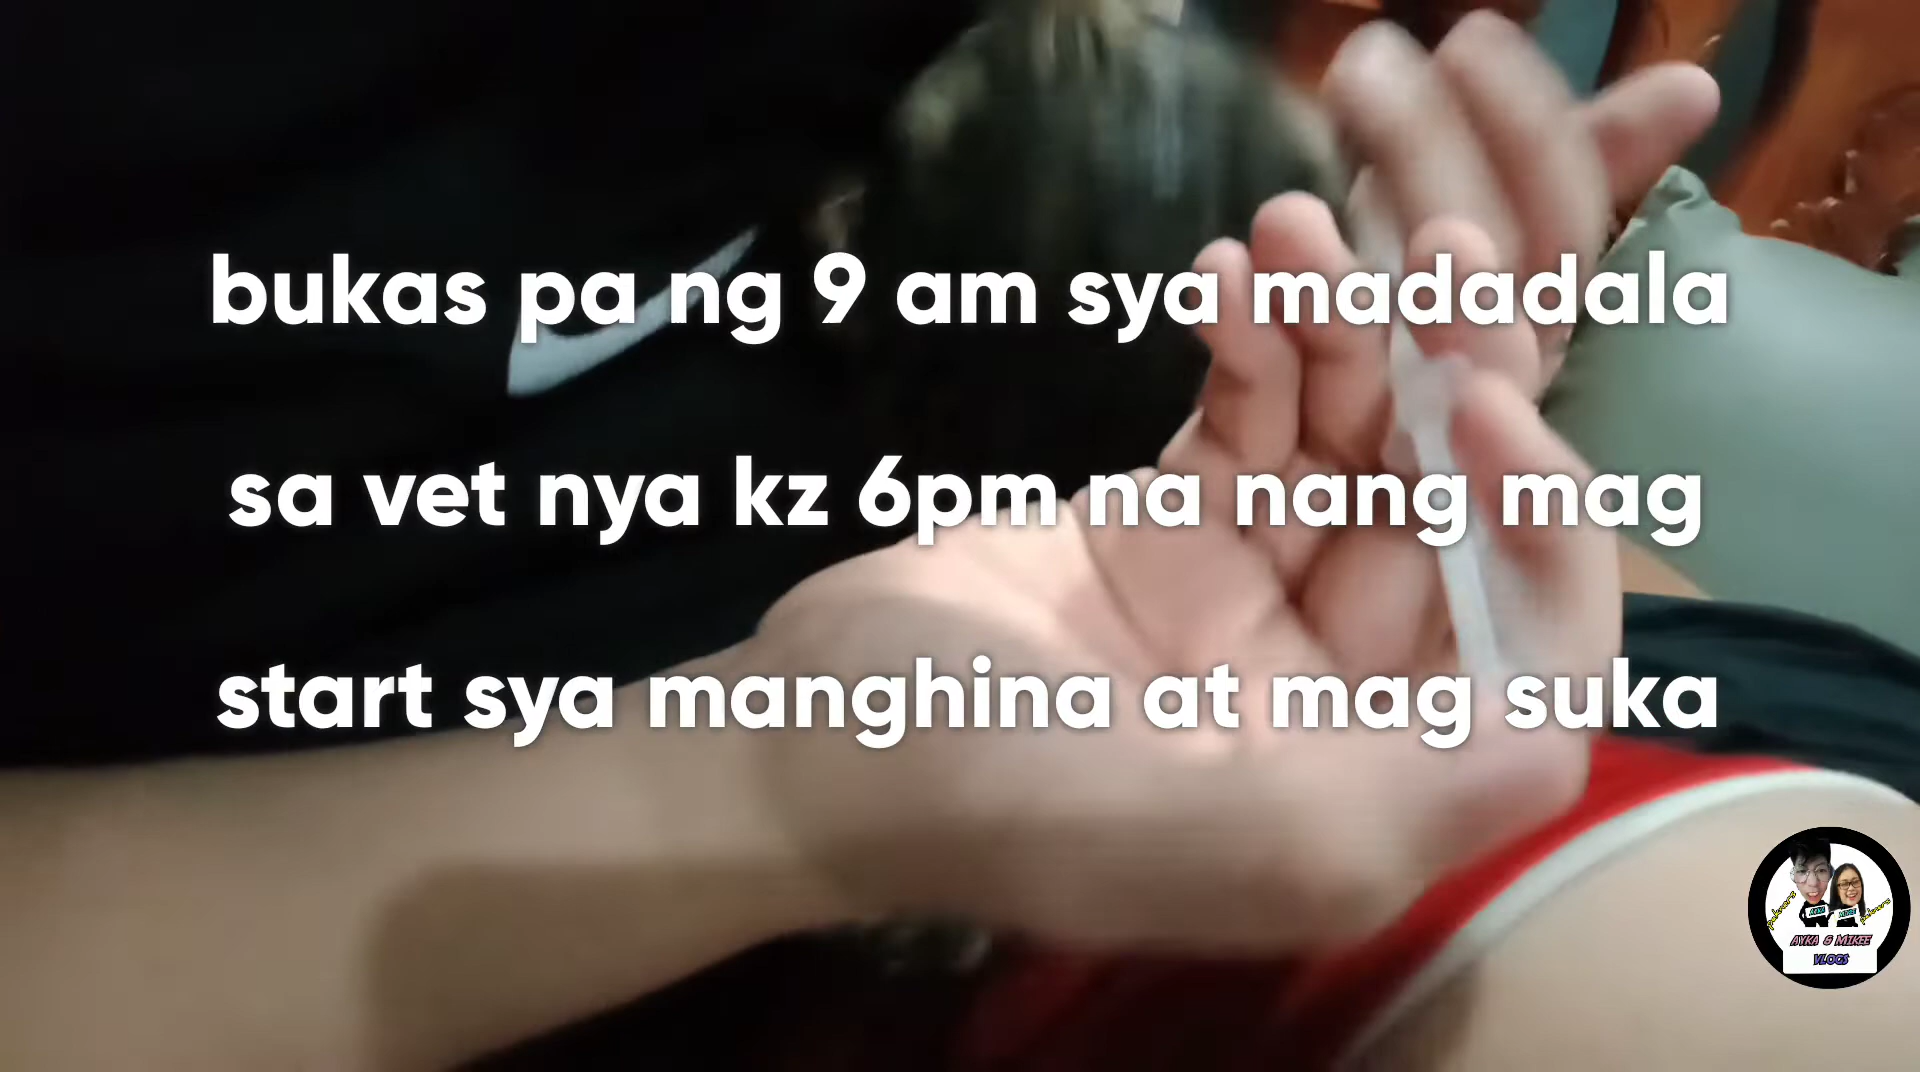 bukas pa ng 9 am sya madadala
sa vet nya kz 6pm na nang mag
start sya manghina at mag suka
AYKA & MIKEE
VLOGS